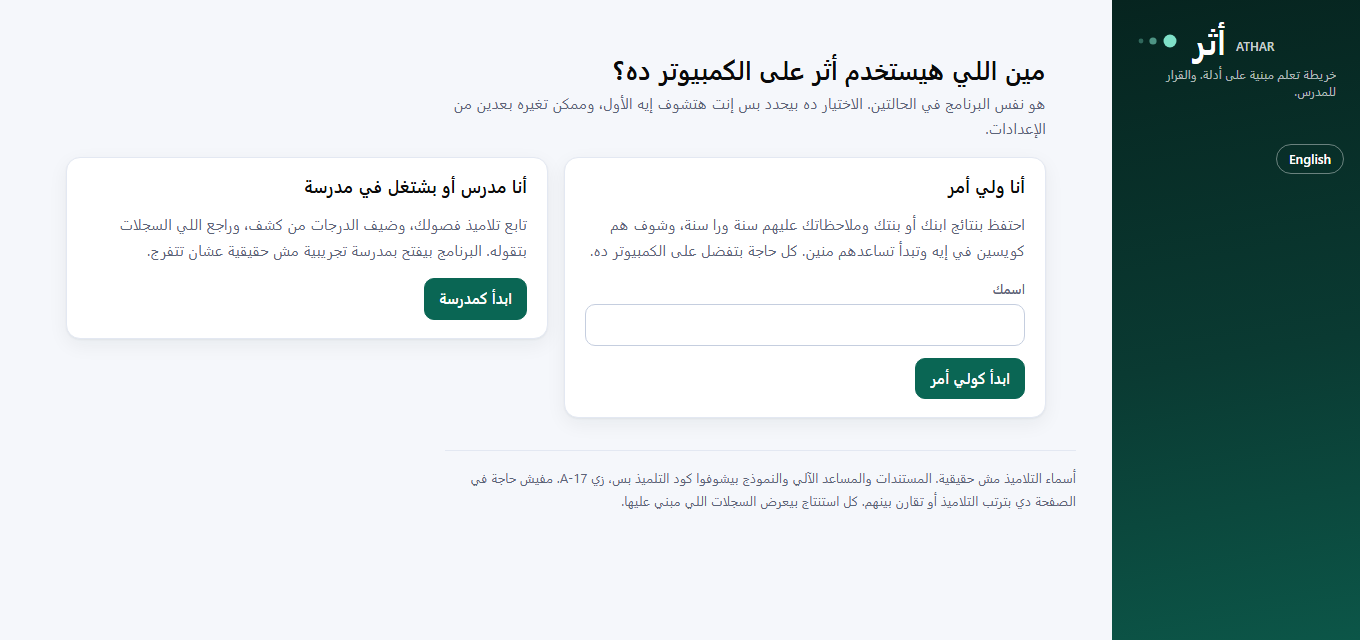 أثر ATHAR
خريطة تعلم مبنية على أدلة. والقرار
للمدرس.
English
مين اللي هيستخدم أثر على الكمبيوتر ده؟
هو نفس البرنامج في الحالتين. الاختيار ده بيحدد بس إنت هتشوف إيه الأول، وممكن تغيره بعدين من
الإعدادات.
أنا ولي أمر
احتفظ بنتائج ابنك أو بنتك وملاحظاتك عليهم سنة ورا سنة، وشوف هم
كويسين في إيه وتبدأ تساعدهم منين. كل حاجة بتفضل على الكمبيوتر ده.
اسمك
ابدأ كولي أمر
أنا مدرس أو بشتغل في مدرسة
تابع تلاميذ فصولك، وضيف الدرجات من كشف، وراجع اللي السجلات
بتقوله. البرنامج بيفتح بمدرسة تجريبية مش حقيقية عشان تتفرج.
ابدأ كمدرسة
أسماء التلاميذ مش حقيقية. المستندات والمساعد الآلي والنموذج بيشوفوا كود التلميذ بس، زي A-17. مفيش حاجة في
الصفحة دي بترتب التلاميذ أو تقارن بينهم. كل استنتاج بيعرض السجلات اللي مبني عليها.